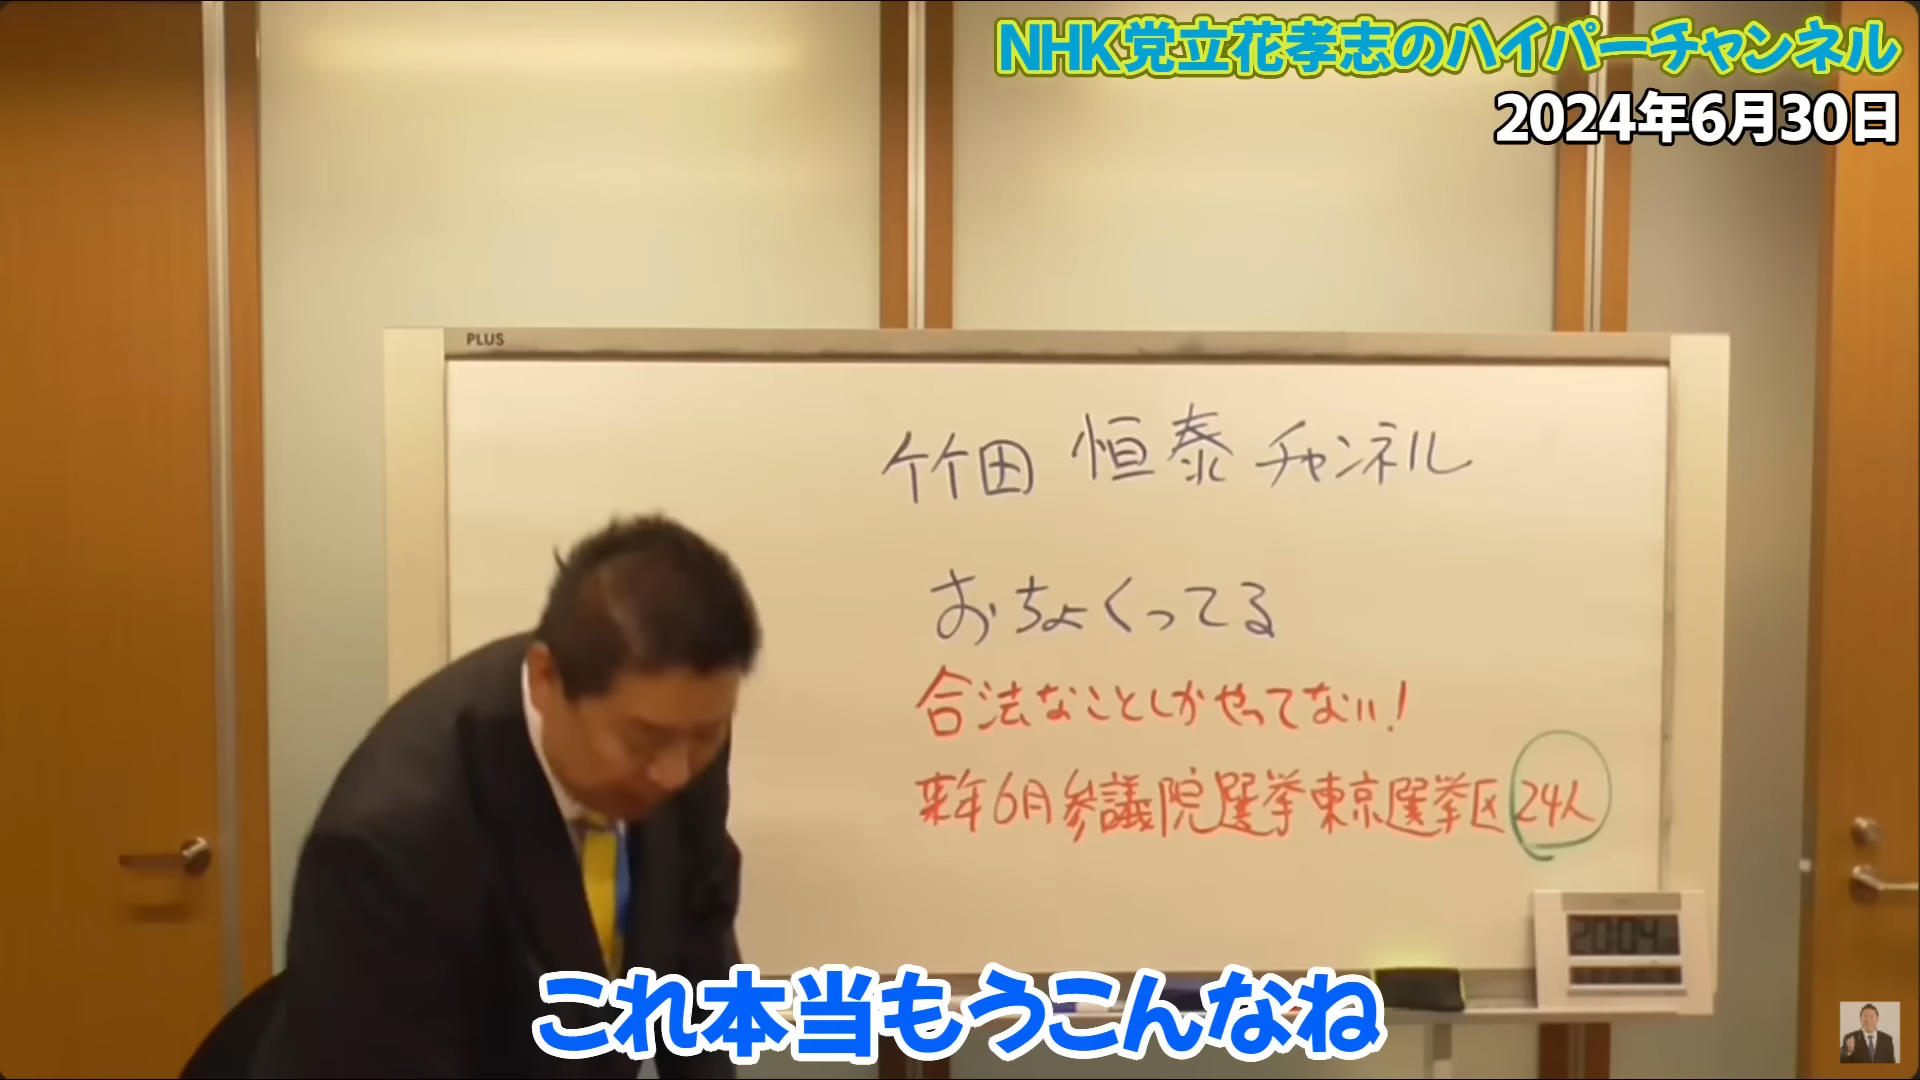 NHK党立花孝志のハイパーチャンネル
2024年6月30日
PLUS
竹田 恒泰 チャンネル
おちょくってる
合法なことしかやってない!
来年6月参議院選挙東京選挙区24人
20:04
これ本当もうこんなね